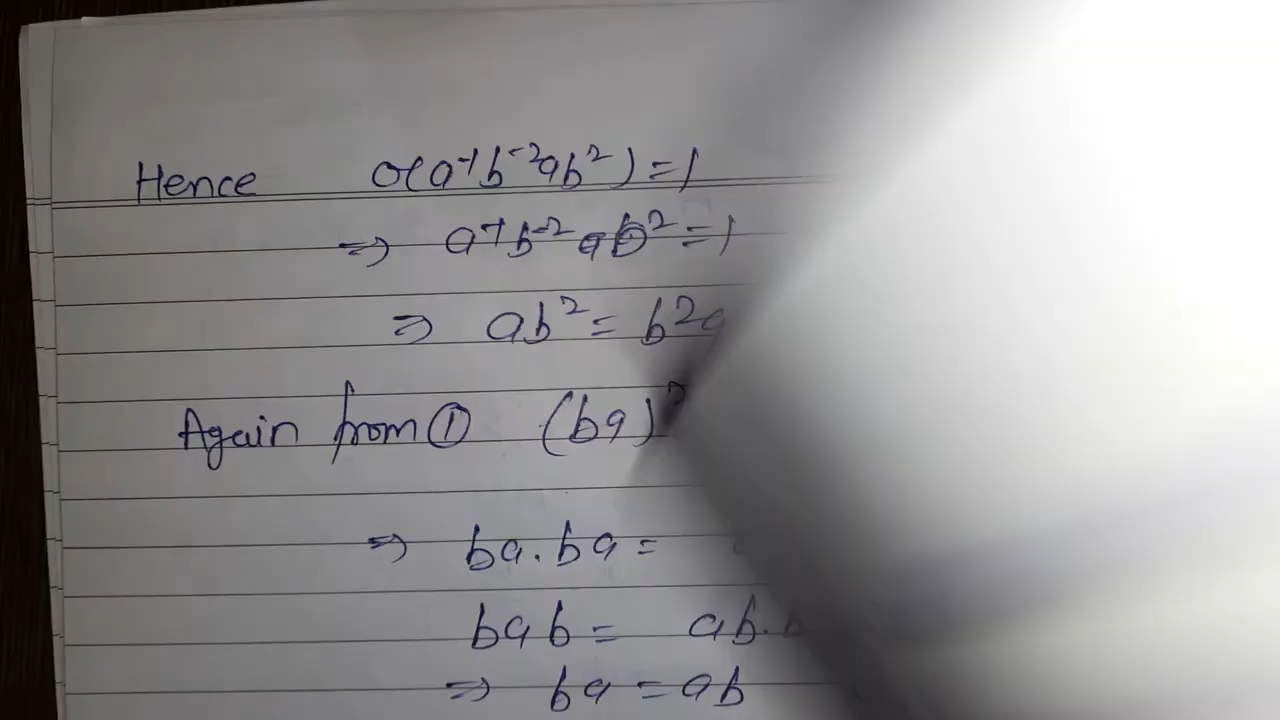 Hence o(a⁻¹b⁻²ab²) = 1
⇒ a⁻¹b⁻²ab² = 1
⇒ ab² = b²a
Again from ① (ba)²
⇒ ba.ba =
bab = ab.b
⇒ ba = ab